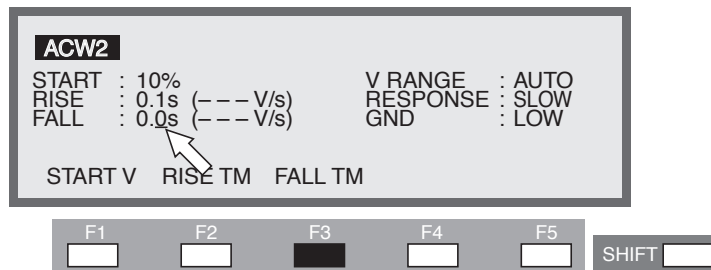 ACW2
START : 10% V RANGE : AUTO
RISE : 0.1s (– – – V/s) RESPONSE : SLOW
FALL : 0.0s (– – – V/s) GND : LOW
START V RISE TM FALL TM
F1 F2 F3 F4 F5
SHIFT